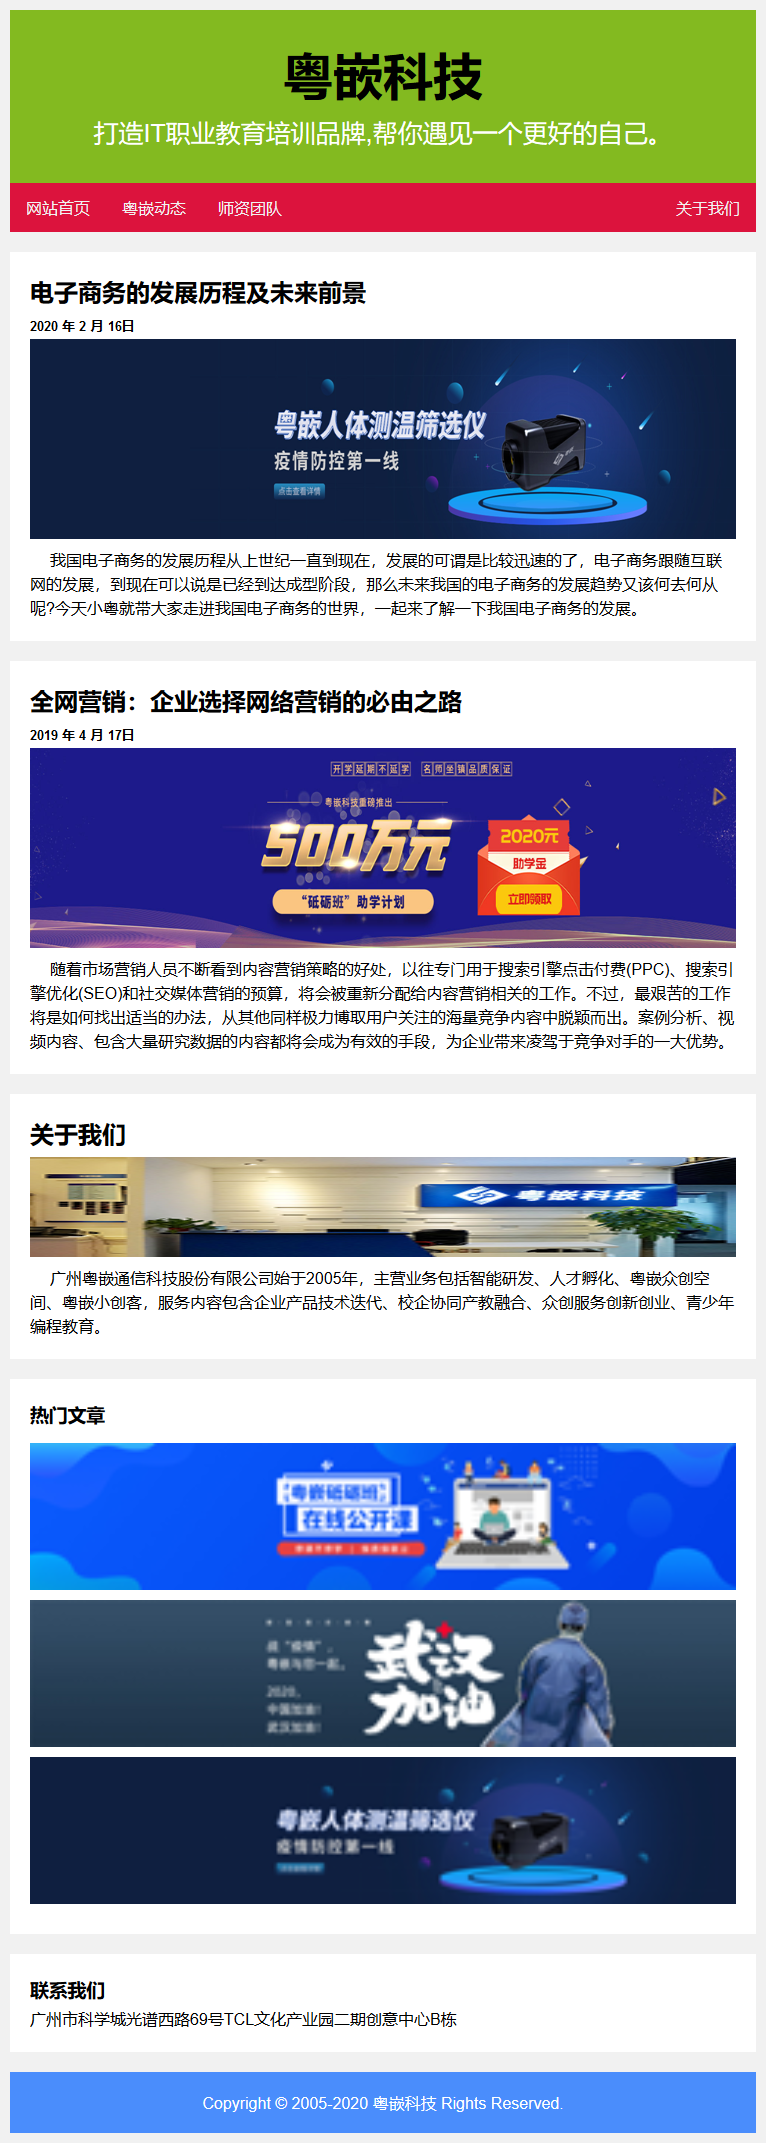 粤嵌科技
打造IT职业教育培训品牌,帮你遇见一个更好的自己。
网站首页 粤嵌动态 师资团队 关于我们
电子商务的发展历程及未来前景
2020 年 2 月 16日
粤嵌人体测温筛选仪
疫情防控第一线
点击查看详情
我国电子商务的发展历程从上世纪一直到现在，发展的可谓是比较迅速的了，电子商务跟随互联
网的发展，到现在可以说是已经到达成型阶段，那么未来我国的电子商务的发展趋势又该何去何从
呢?今天小粤就带大家走进我国电子商务的世界，一起来了解一下我国电子商务的发展。
全网营销：企业选择网络营销的必由之路
2019 年 4 月 17日
开学延期不延学 名师坐镇品质保证
粤嵌科技重磅推出
500万元
“砥砺班”助学计划
2020元
助学金
立即领取
随着市场营销人员不断看到内容营销策略的好处，以往专门用于搜索引擎点击付费(PPC)、搜索引
擎优化(SEO)和社交媒体营销的预算，将会被重新分配给内容营销相关的工作。不过，最艰苦的工作
将是如何找出适当的办法，从其他同样极力博取用户关注的海量竞争内容中脱颖而出。案例分析、视
频内容、包含大量研究数据的内容都将会成为有效的手段，为企业带来凌驾于竞争对手的一大优势。
关于我们
粤嵌科技
广州粤嵌通信科技股份有限公司始于2005年，主营业务包括智能研发、人才孵化、粤嵌众创空
间、粤嵌小创客，服务内容包含企业产品技术迭代、校企协同产教融合、众创服务创新创业、青少年
编程教育。
热门文章
粤嵌砥砺班
在线公开课
战“疫情”，
粤嵌与您一起。
2020，
中国加油!
武汉加油!
武汉
加油
粤嵌人体测温筛选仪
疫情防控第一线
联系我们
广州市科学城光谱西路69号TCL文化产业园二期创意中心B栋
Copyright © 2005-2020 粤嵌科技 Rights Reserved.